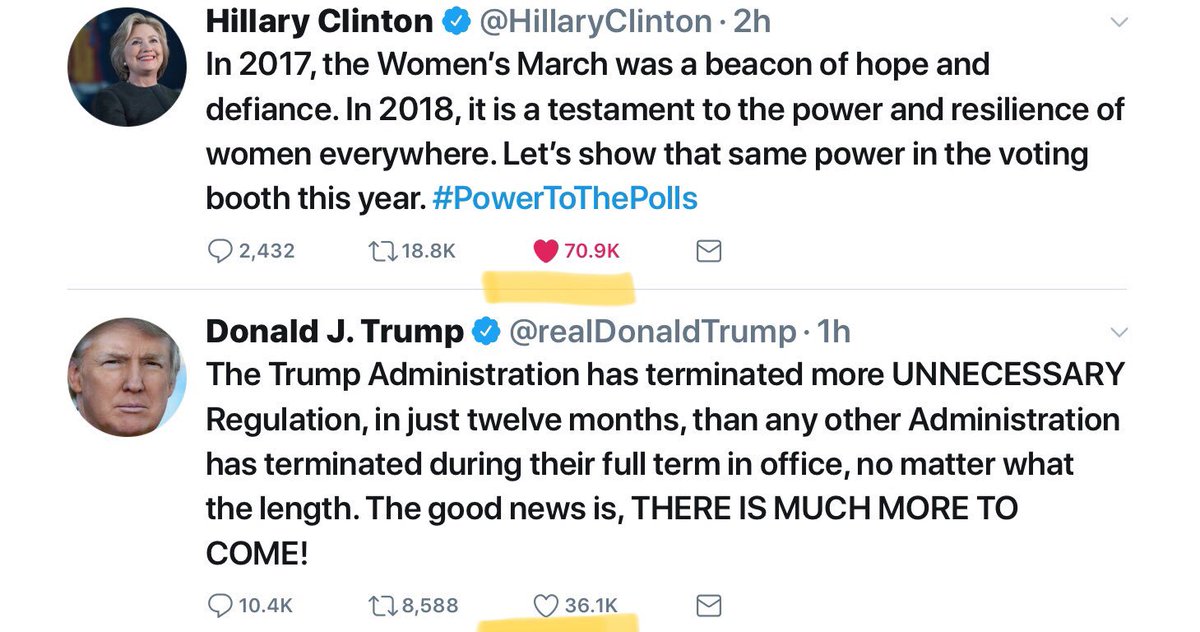 Hillary Clinton @HillaryClinton · 2h
In 2017, the Women’s March was a beacon of hope and
defiance. In 2018, it is a testament to the power and resilience of
women everywhere. Let’s show that same power in the voting
booth this year. #PowerToThePolls
2,432 18.8K 70.9K
Donald J. Trump @realDonaldTrump · 1h
The Trump Administration has terminated more UNNECESSARY
Regulation, in just twelve months, than any other Administration
has terminated during their full term in office, no matter what
the length. The good news is, THERE IS MUCH MORE TO
COME!
10.4K 8,588 36.1K